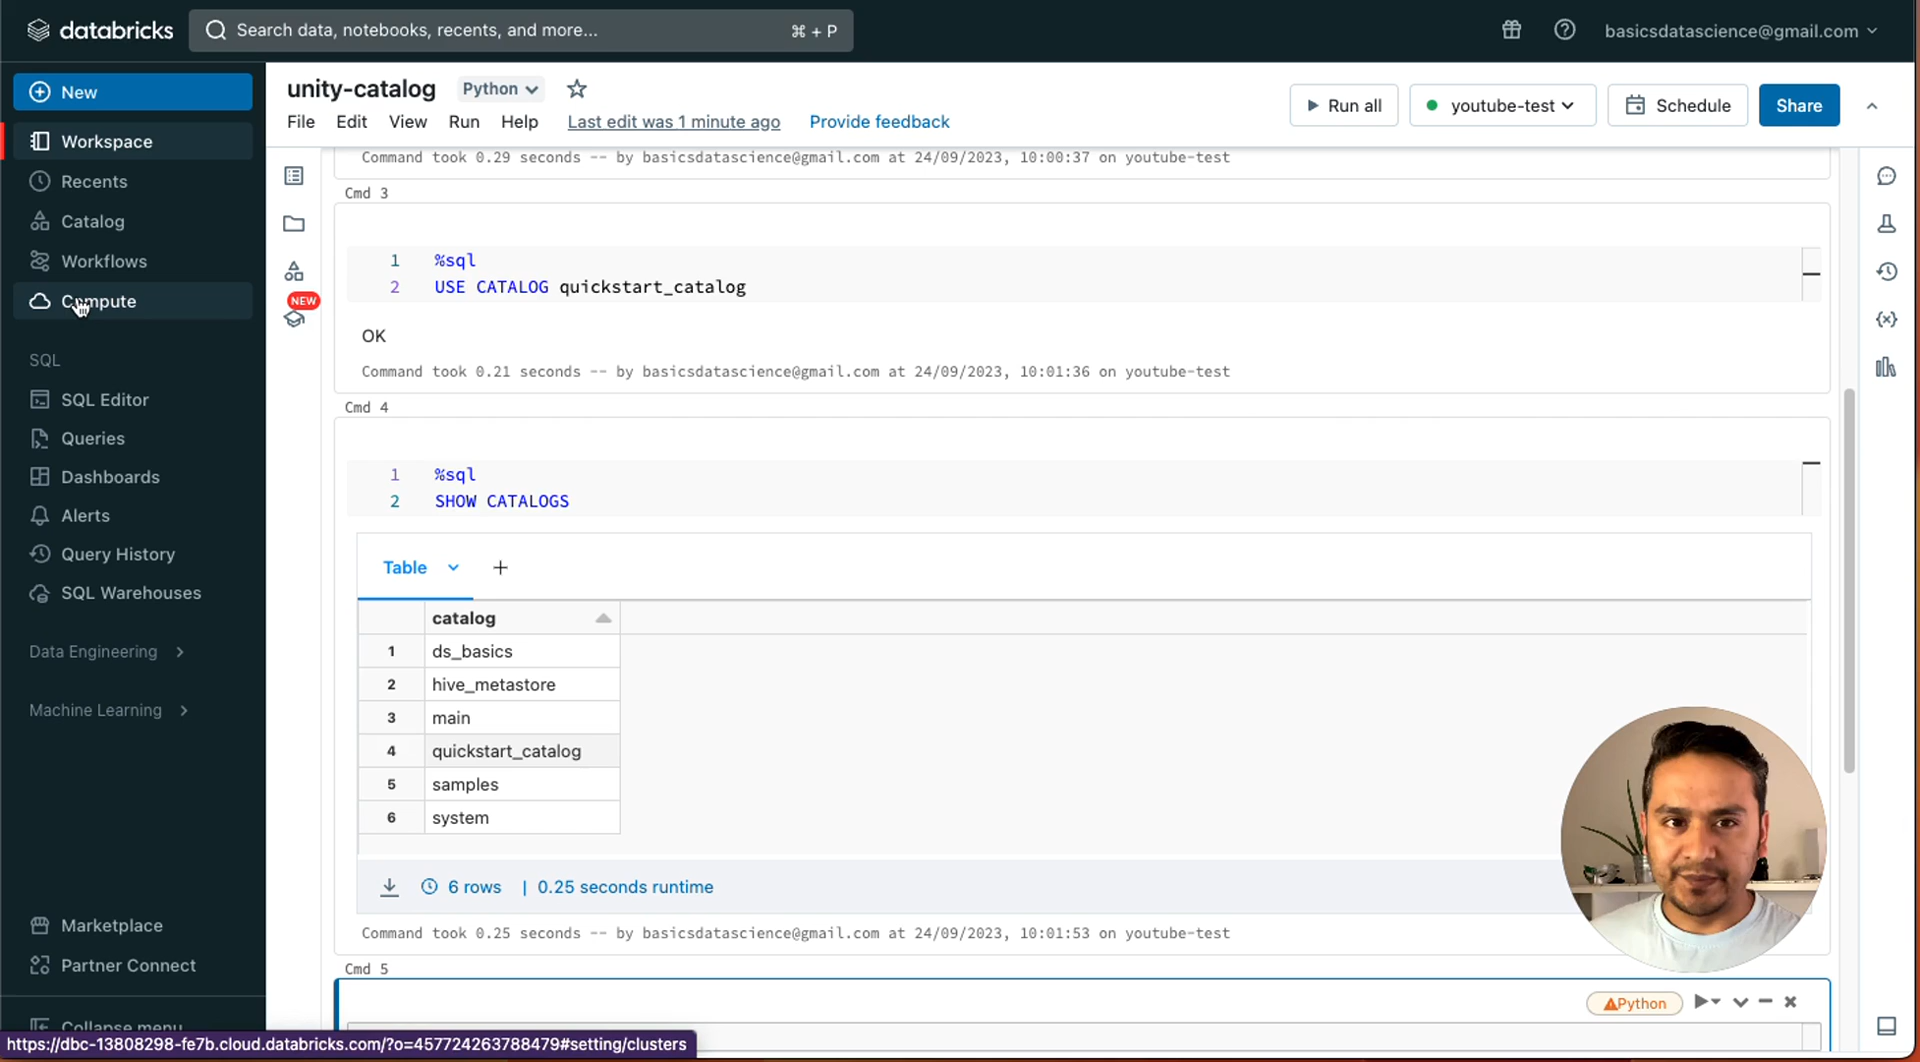 databricks
Search data, notebooks, recents, and more...
⌘ + P
basicsdatascience@gmail.com
New
Workspace
Recents
Catalog
Workflows
Compute
SQL
SQL Editor
Queries
Dashboards
Alerts
Query History
SQL Warehouses
Data Engineering
Machine Learning
Marketplace
Partner Connect
Collapse menu
unity-catalog
Python
File Edit View Run Help Last edit was 1 minute ago Provide feedback
Run all
youtube-test
Schedule
Share
NEW
Command took 0.29 seconds -- by basicsdatascience@gmail.com at 24/09/2023, 10:00:37 on youtube-test
Cmd 3
1 %sql
2 USE CATALOG quickstart_catalog
OK
Command took 0.21 seconds -- by basicsdatascience@gmail.com at 24/09/2023, 10:01:36 on youtube-test
Cmd 4
1 %sql
2 SHOW CATALOGS
Table +
catalog
1 ds_basics
2 hive_metastore
3 main
4 quickstart_catalog
5 samples
6 system
6 rows | 0.25 seconds runtime
Command took 0.25 seconds -- by basicsdatascience@gmail.com at 24/09/2023, 10:01:53 on youtube-test
Cmd 5
Python
https://dbc-13808298-fe7b.cloud.databricks.com/?o=457724263788479#setting/clusters